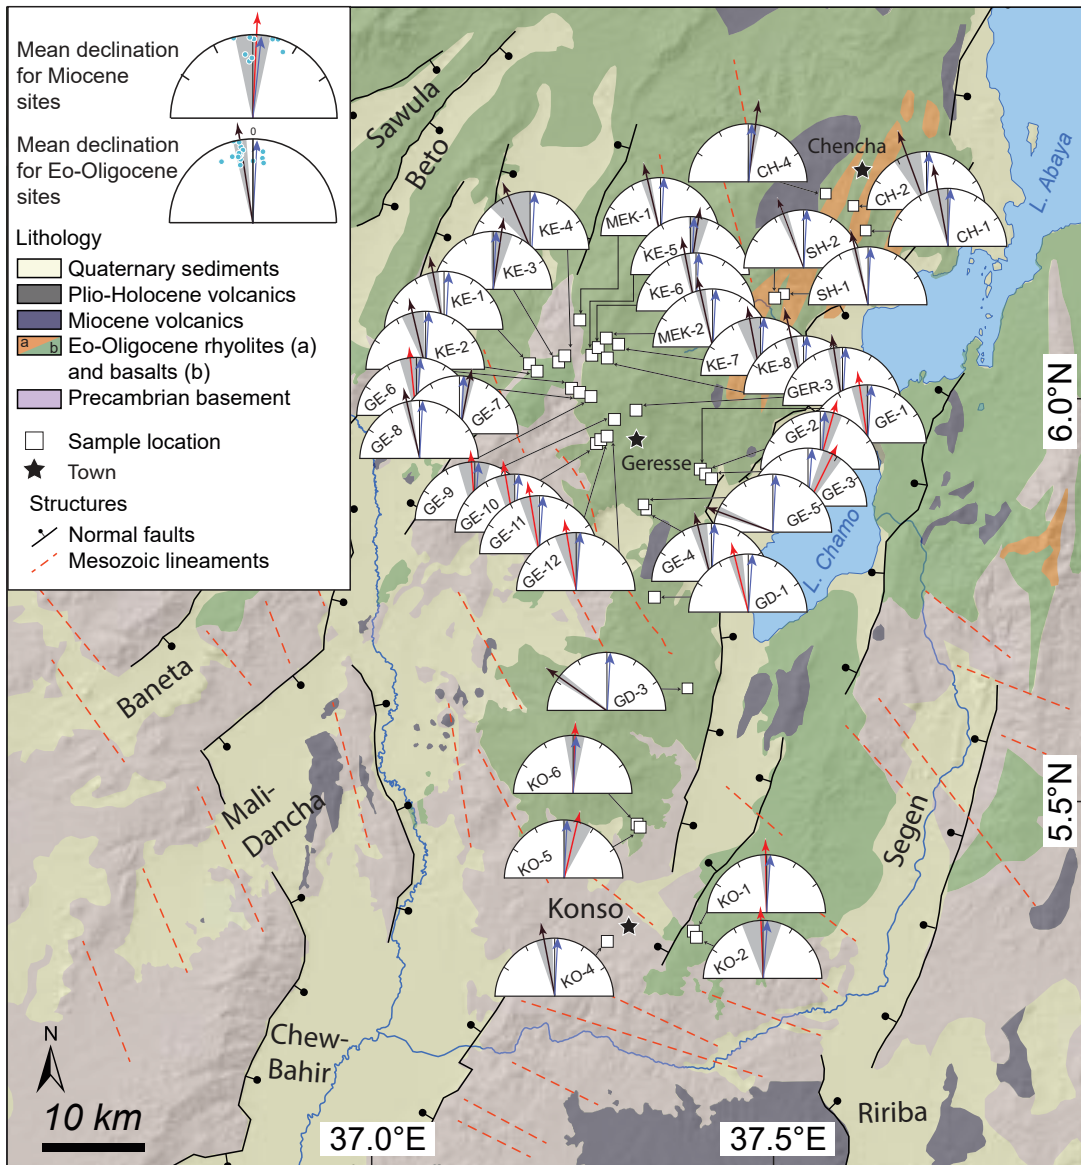 Mean declination
for Miocene
sites
0
Mean declination
for Eo-Oligocene
sites
Lithology
Quaternary sediments
Plio-Holocene volcanics
Miocene volcanics
a
b
Eo-Oligocene rhyolites (a)
and basalts (b)
Precambrian basement
Sample location
Town
Structures
Normal faults
Mesozoic lineaments
Sawula
Beto
Chencha
L. Abaya
CH-4
CH-2
CH-1
KE-4
MEK-1
KE-5
SH-2
KE-3
KE-6
SH-1
KE-1
MEK-2
KE-2
KE-7
KE-8
GE-6
GER-3
GE-7
GE-1
GE-8
GE-2
Geresse
GE-9
GE-3
GE-10
GE-5
GE-11
L. Chamo
GE-12
GE-4
GD-1
6.0°N
Baneta
GD-3
KO-6
5.5°N
Mali-
Dancha
Segen
KO-5
KO-1
Konso
KO-2
KO-4
Chew-
Bahir
N
10 km
37.0°E
37.5°E
Ririba